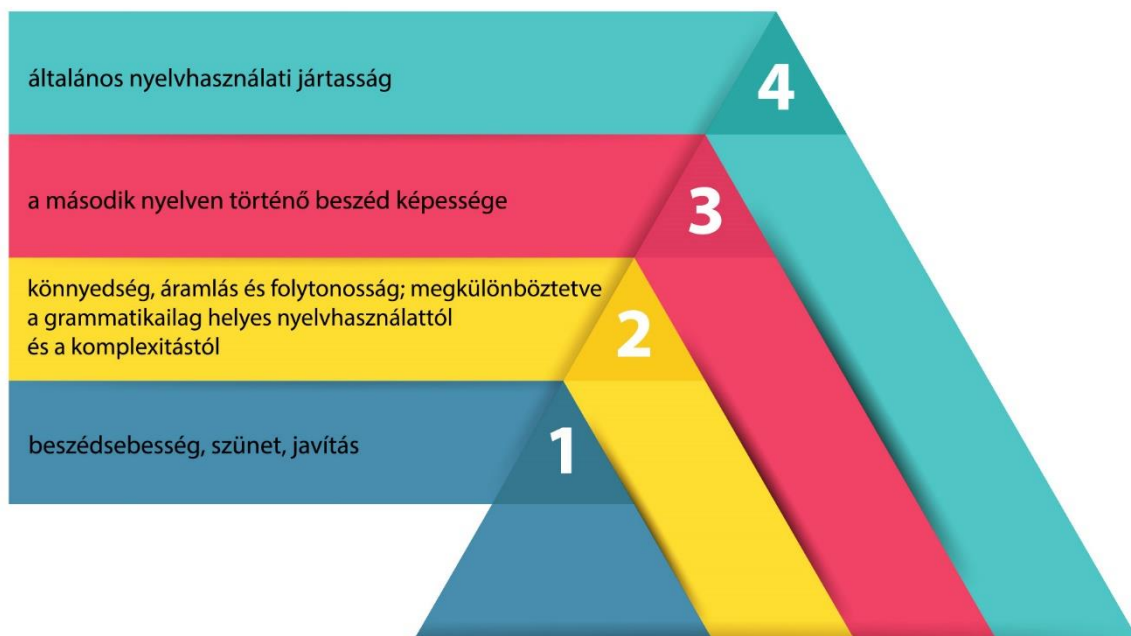 általános nyelvhasználati jártasság
4
a második nyelven történő beszéd képessége
3
könnyedség, áramlás és folytonosság; megkülönböztetve
a grammatikailag helyes nyelvhasználattól
és a komplexitástól
2
beszédsebesség, szünet, javítás
1